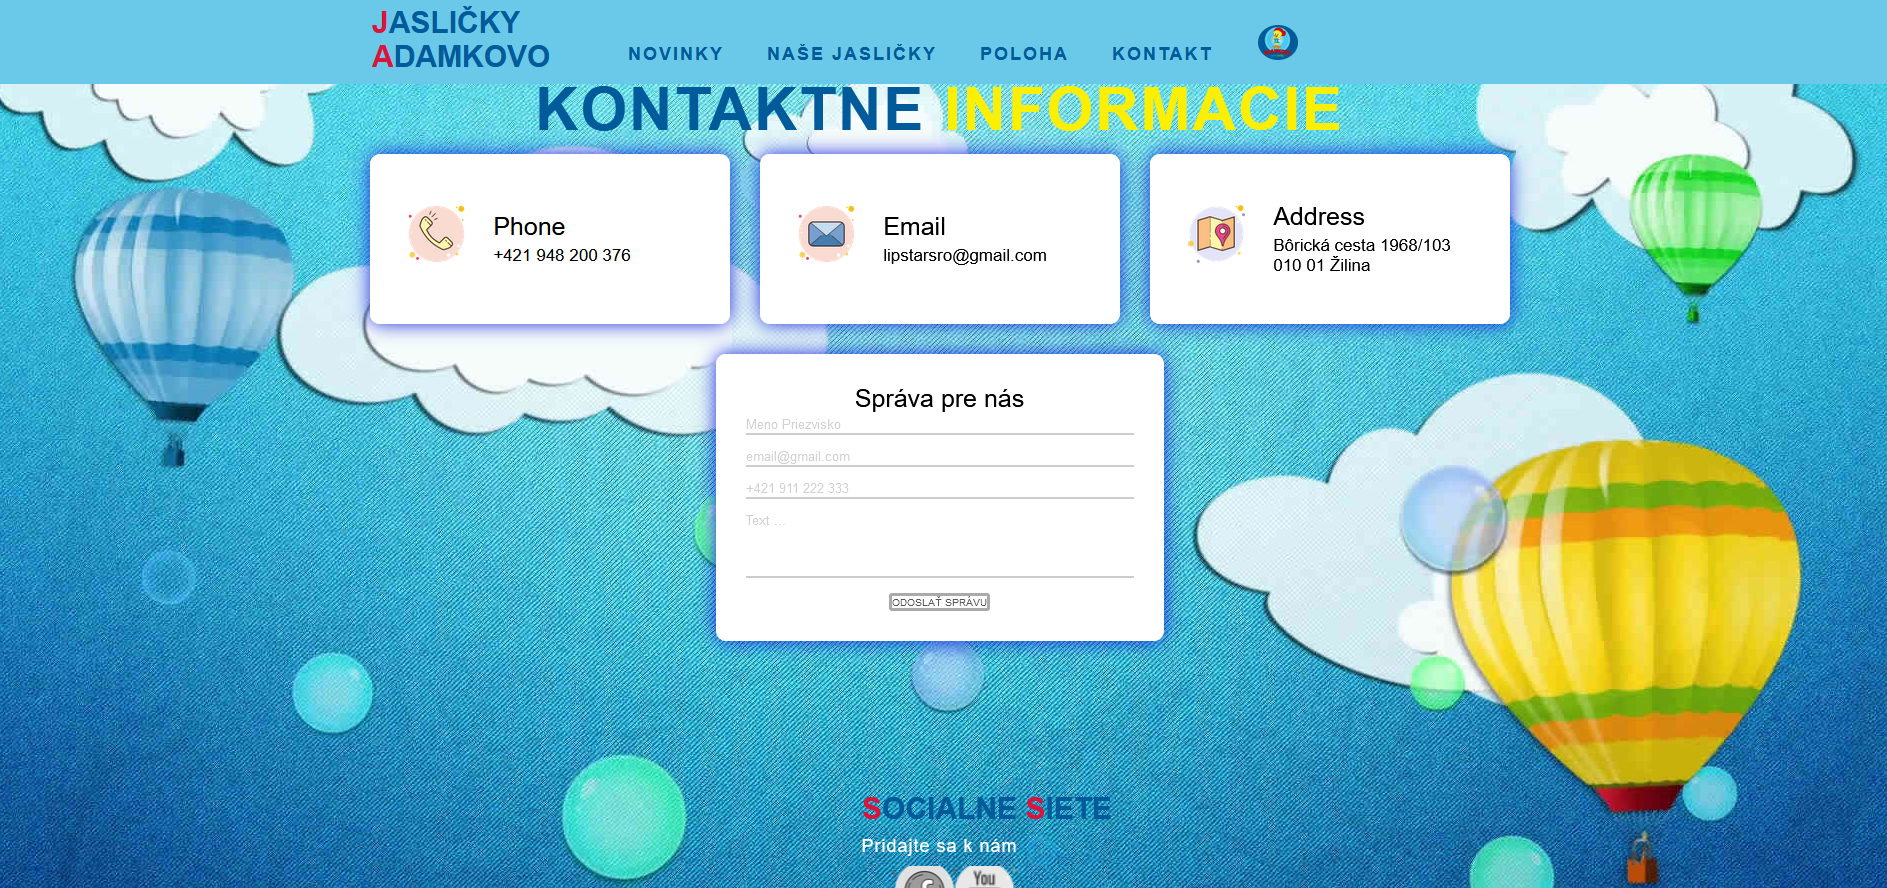 JASLIČKY
ADAMKOVO
NOVINKY NAŠE JASLIČKY POLOHA KONTAKT
KONTAKTNE INFORMACIE
Phone
+421 948 200 376
Email
lipstarsro@gmail.com
Address
Bôrická cesta 1968/103
010 01 Žilina
Správa pre nás
Meno Priezvisko
email@gmail.com
+421 911 222 333
Text ...
ODOSLAŤ SPRÁVU
SOCIALNE SIETE
Pridajte sa k nám
You